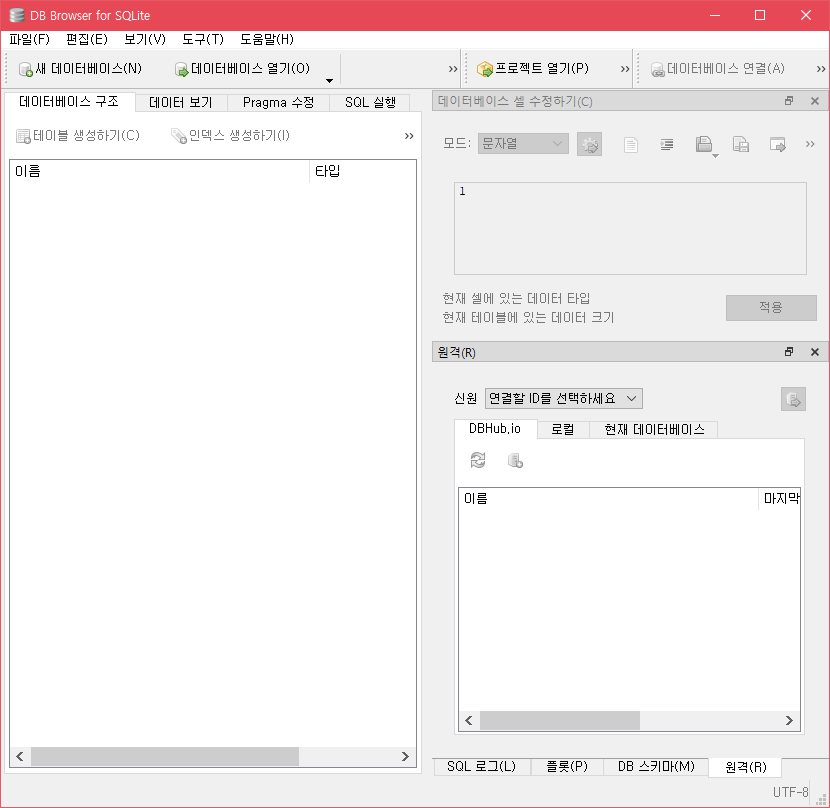 DB Browser for SQLite
파일(F) 편집(E) 보기(V) 도구(T) 도움말(H)
새 데이터베이스(N) 데이터베이스 열기(O) 프로젝트 열기(P) 데이터베이스 연결(A)
데이터베이스 구조 데이터 보기 Pragma 수정 SQL 실행
테이블 생성하기(C) 인덱스 생성하기(I)
이름 타입
데이터베이스 셀 수정하기(C)
모드: 문자열
1
현재 셀에 있는 데이터 타입
현재 테이블에 있는 데이터 크기
적용
원격(R)
신원 연결할 ID를 선택하세요
DBHub.io 로컬 현재 데이터베이스
이름 마지막
SQL 로그(L) 플롯(P) DB 스키마(M) 원격(R)
UTF-8